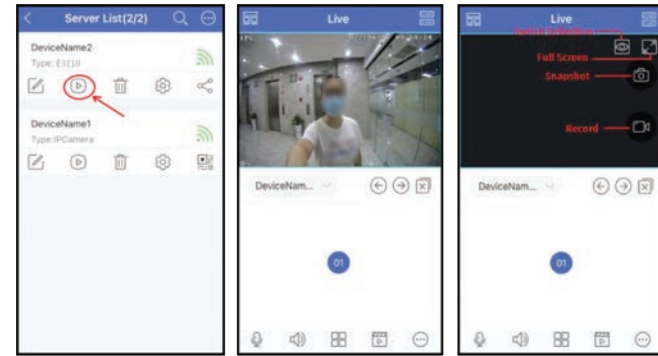 Server List(2/2)
DeviceName2
Type: E3110
DeviceName1
Type:IPCamera
Live
IPC
DeviceNam...
01
Live
Full Screen
Snapshot
Record
DeviceNam...
01